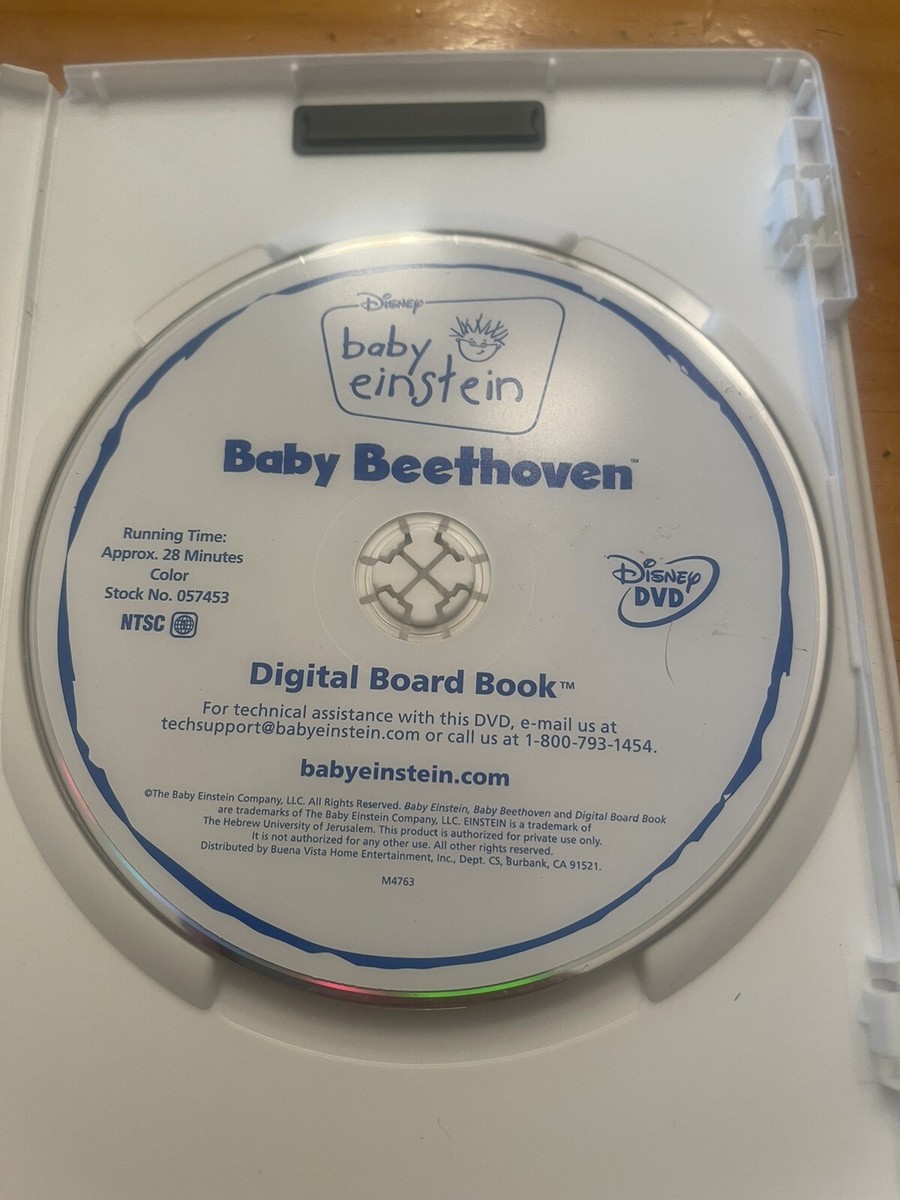 Disney
baby
einstein
Baby Beethoven™
Running Time:
Approx. 28 Minutes
Color
Stock No. 057453
NTSC
Disney
DVD
Digital Board Book™
For technical assistance with this DVD, e-mail us at
techsupport@babyeinstein.com or call us at 1-800-793-1454.
babyeinstein.com
©The Baby Einstein Company, LLC. All Rights Reserved. Baby Einstein, Baby Beethoven and Digital Board Book
are trademarks of The Baby Einstein Company, LLC. EINSTEIN is a trademark of
The Hebrew University of Jerusalem. This product is authorized for private use only.
It is not authorized for any other use. All other rights reserved.
Distributed by Buena Vista Home Entertainment, Inc., Dept. CS, Burbank, CA 91521.
M4763